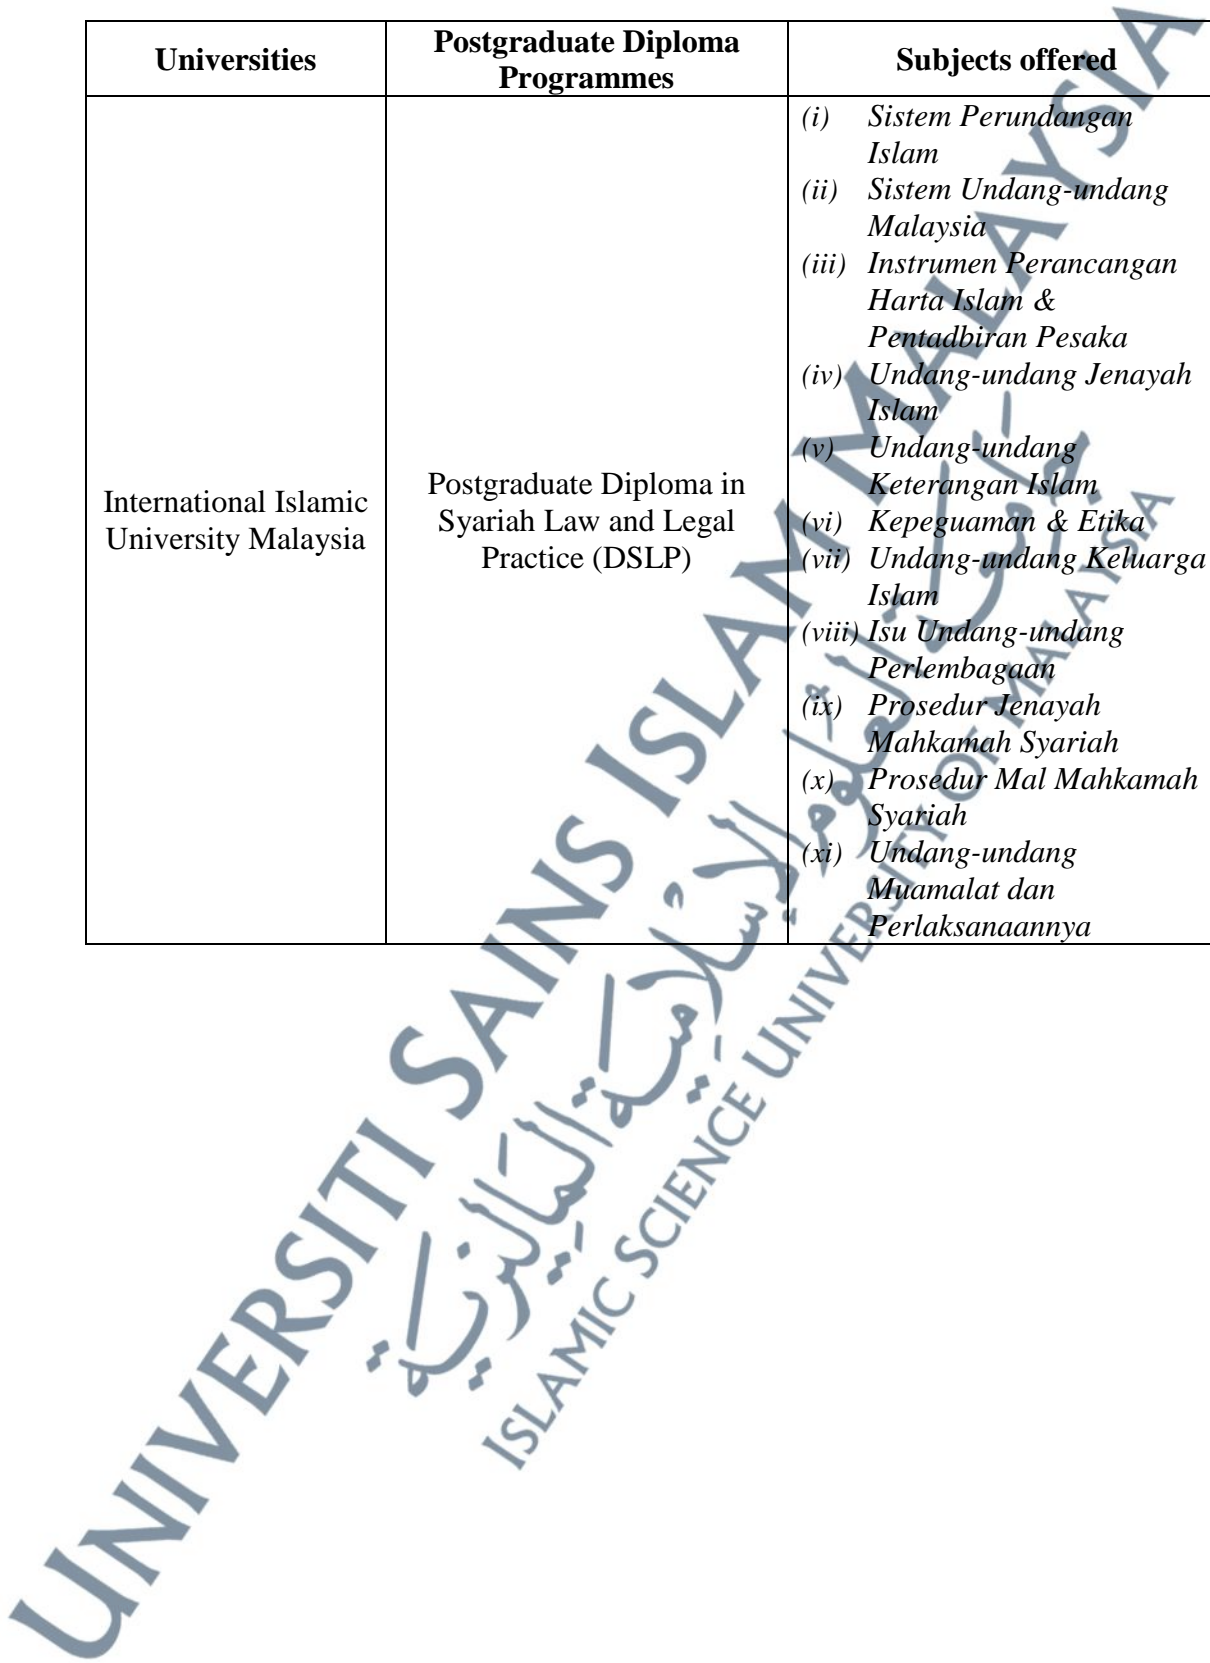 Universities
Postgraduate Diploma
Programmes
Subjects offered
International Islamic
University Malaysia
Postgraduate Diploma in
Syariah Law and Legal
Practice (DSLP)
(i) Sistem Perundangan
Islam
(ii) Sistem Undang-undang
Malaysia
(iii) Instrumen Perancangan
Harta Islam &
Pentadbiran Pesaka
(iv) Undang-undang Jenayah
Islam
(v) Undang-undang
Keterangan Islam
(vi) Kepeguaman & Etika
(vii) Undang-undang Keluarga
Islam
(viii) Isu Undang-undang
Perlembagaan
(ix) Prosedur Jenayah
Mahkamah Syariah
(x) Prosedur Mal Mahkamah
Syariah
(xi) Undang-undang
Muamalat dan
Perlaksanaannya
UNIVERSITI SAINS ISLAM MALAYSIA
جامعة العلوم الإسلامية الماليزية
ISLAMIC SCIENCE UNIVERSITY OF MALAYSIA